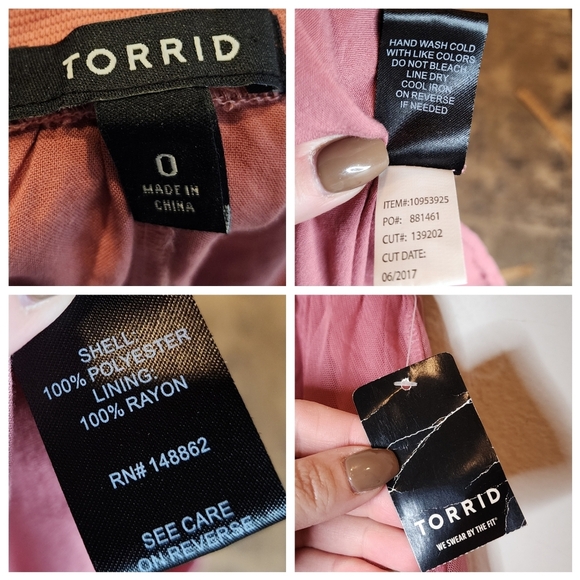 TORRID
0
MADE IN
CHINA
HAND WASH COLD
WITH LIKE COLORS
DO NOT BLEACH
LINE DRY
COOL IRON
ON REVERSE
IF NEEDED
ITEM#:10953925
PO#: 881461
CUT#: 139202
CUT DATE:
06/2017
SHELL:
100% POLYESTER
LINING:
100% RAYON
RN# 148862
SEE CARE
ON REVERSE
TORRID
WE SWEAR BY THE FIT®